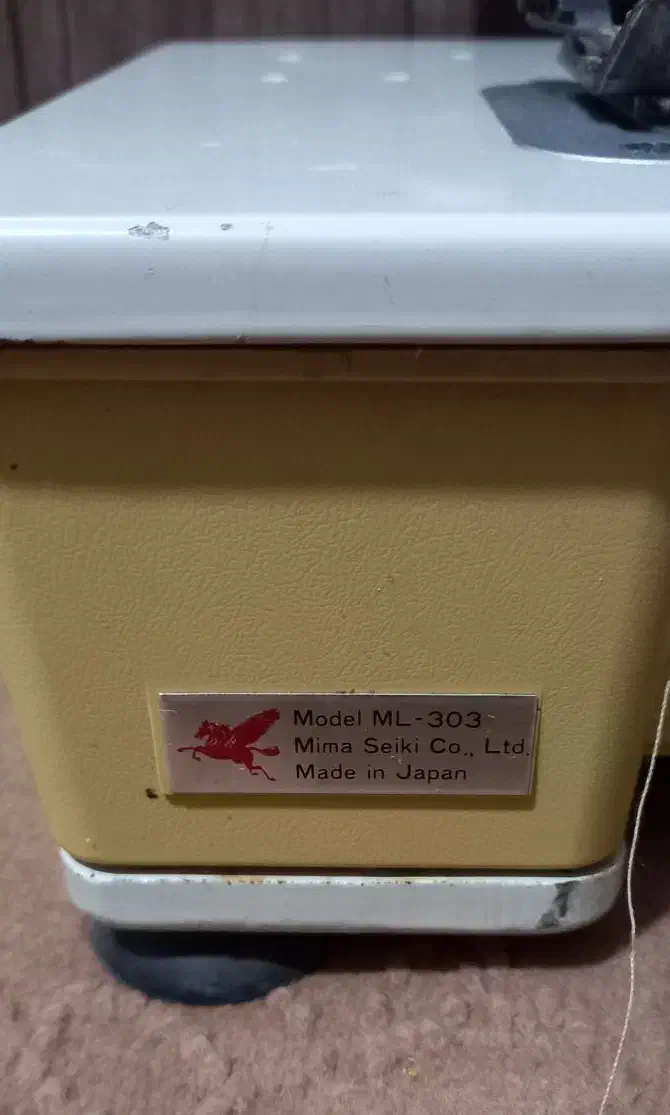 Model ML-303
Mima Seiki Co., Ltd.
Made in Japan